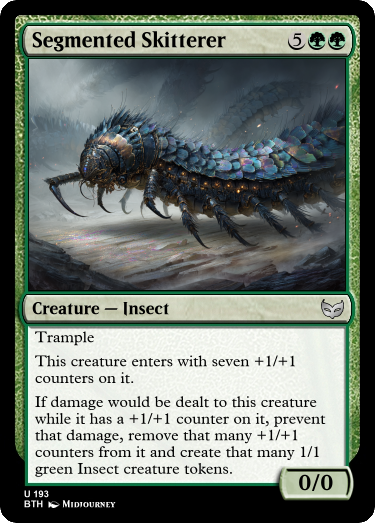 Segmented Skitterer 5
Creature — Insect
Trample
This creature enters with seven +1/+1
counters on it.
If damage would be dealt to this creature
while it has a +1/+1 counter on it, prevent
that damage, remove that many +1/+1
counters from it and create that many 1/1
green Insect creature tokens.
0/0
U 193
BTH Midjourney